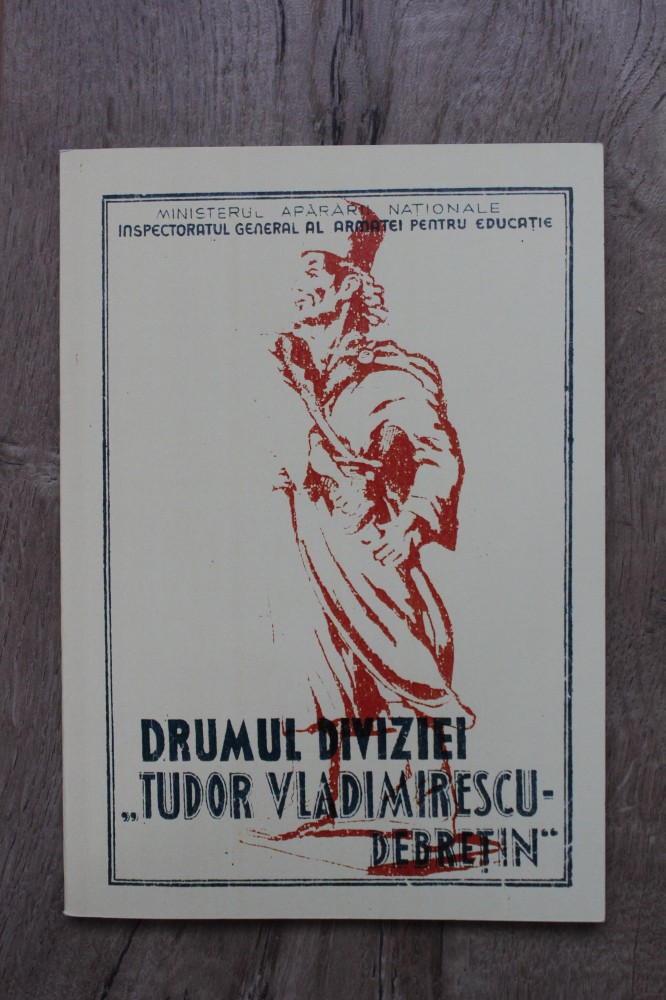 MINISTERUL APĂRĂRII NAȚIONALE
INSPECTORATUL GENERAL AL ARMATEI PENTRU EDUCAȚIE
DRUMUL DIVIZIEI
„TUDOR VLADIMIRESCU-
DEBREȚIN“